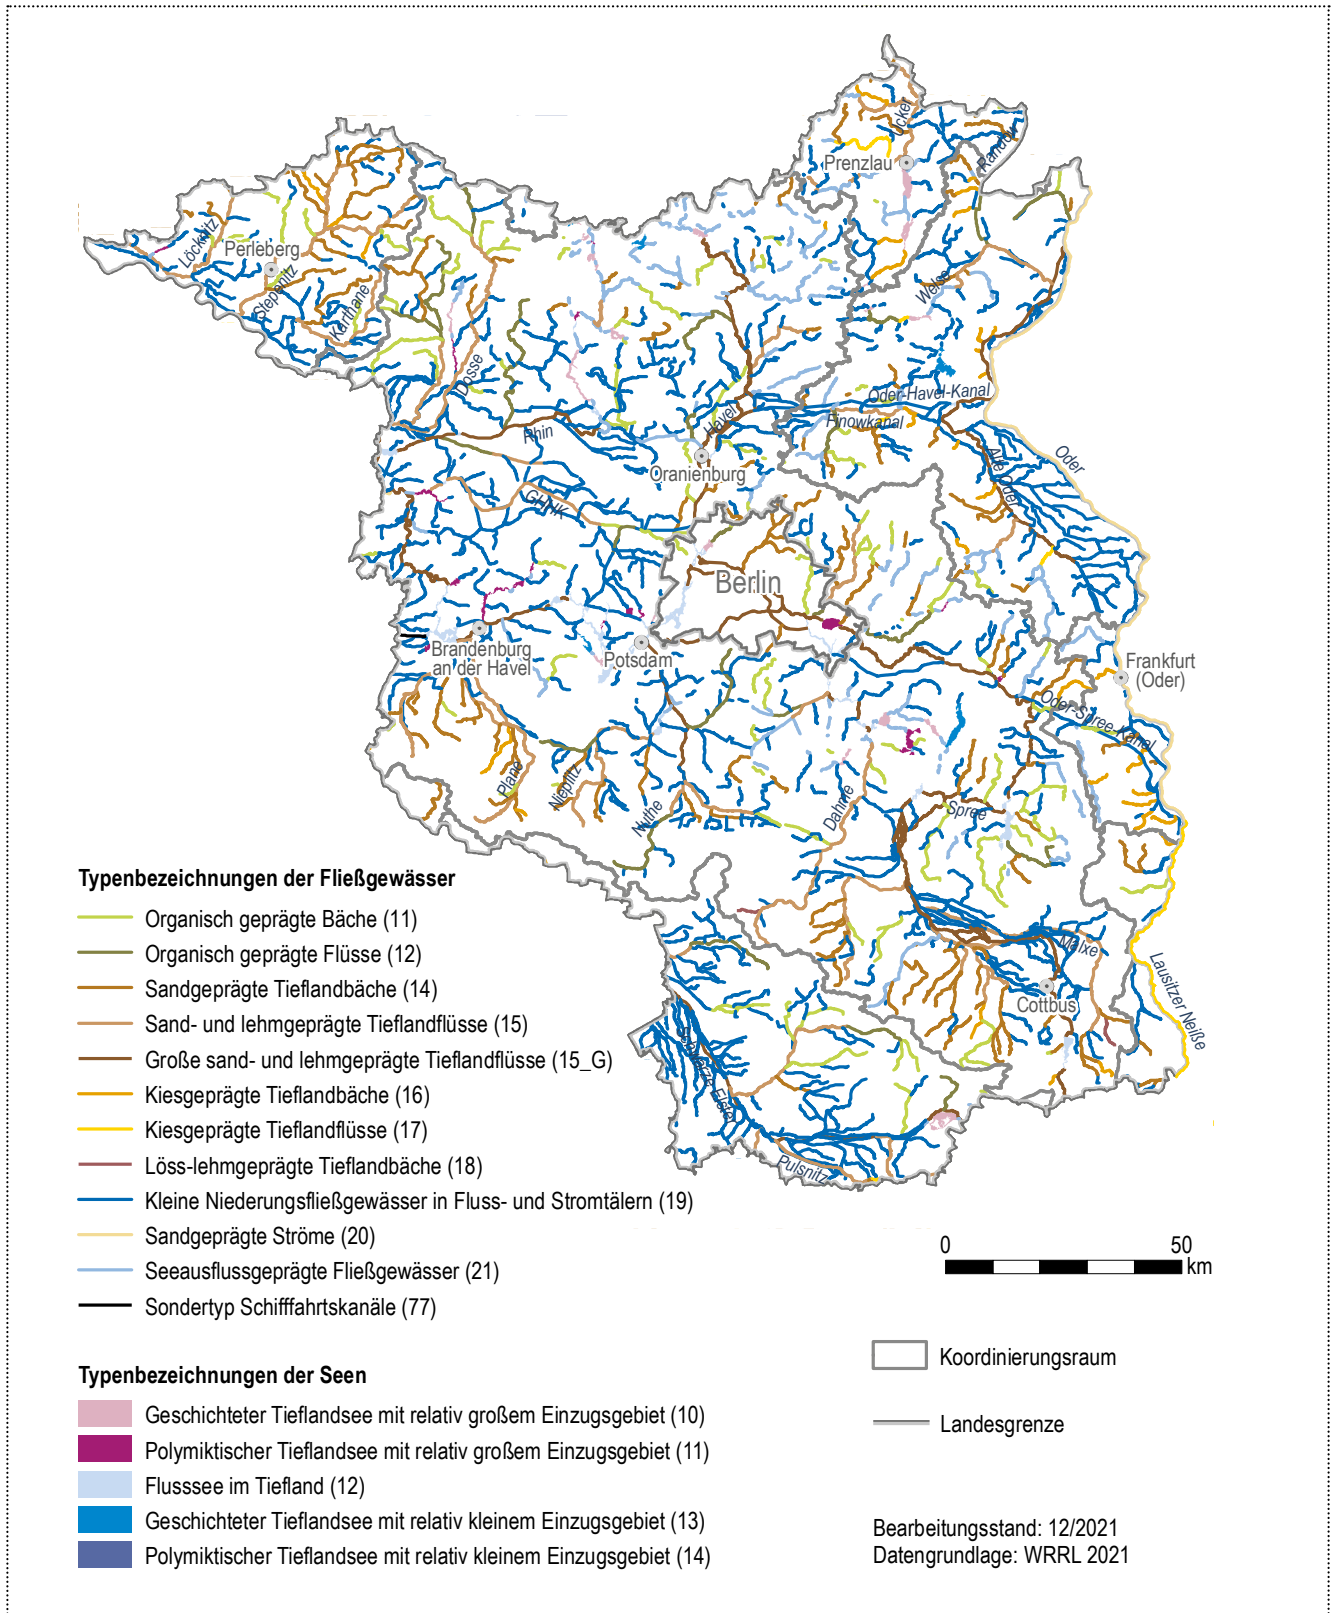 Ucker
Randow
Prenzlau
Löcknitz
Perleberg
Stepenitz
Karthane
Welse
Dosse
Oder-Havel-Kanal
Finowkanal
Havel
Rhin
Oder
Oranienburg
Alte Oder
GHHK
Berlin
Brandenburg
an der Havel
Potsdam
Frankfurt
(Oder)
Oder-Spree-Kanal
Plane
Nieplitz
Nuthe
Dahme
Spree
Malxe
Lausitzer Neiße
Cottbus
Schwarze Elster
Pulsnitz
Typenbezeichnungen der Fließgewässer
Organisch geprägte Bäche (11)
Organisch geprägte Flüsse (12)
Sandgeprägte Tieflandbäche (14)
Sand- und lehmgeprägte Tieflandflüsse (15)
Große sand- und lehmgeprägte Tieflandflüsse (15_G)
Kiesgeprägte Tieflandbäche (16)
Kiesgeprägte Tieflandflüsse (17)
Löss-lehmgeprägte Tieflandbäche (18)
Kleine Niederungsfließgewässer in Fluss- und Stromtälern (19)
Sandgeprägte Ströme (20)
Seeausflussgeprägte Fließgewässer (21)
Sondertyp Schifffahrtskanäle (77)
0 50
km
Typenbezeichnungen der Seen
Geschichteter Tieflandsee mit relativ großem Einzugsgebiet (10)
Polymiktischer Tieflandsee mit relativ großem Einzugsgebiet (11)
Flusssee im Tiefland (12)
Geschichteter Tieflandsee mit relativ kleinem Einzugsgebiet (13)
Polymiktischer Tieflandsee mit relativ kleinem Einzugsgebiet (14)
Koordinierungsraum
Landesgrenze
Bearbeitungsstand: 12/2021
Datengrundlage: WRRL 2021